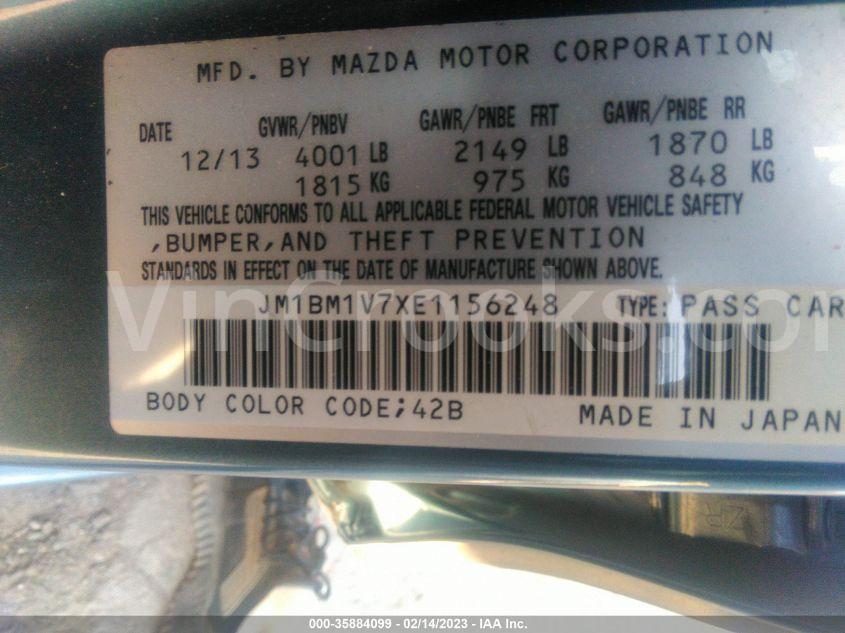 MFD. BY MAZDA MOTOR CORPORATION
DATE GVWR/PNBV GAWR/PNBE FRT GAWR/PNBE RR
12/13 4001 LB 2149 LB 1870 LB
1815 KG 975 KG 848 KG
THIS VEHICLE CONFORMS TO ALL APPLICABLE FEDERAL MOTOR VEHICLE SAFETY
,BUMPER,AND THEFT PREVENTION
STANDARDS IN EFFECT ON THE DATE OF MANUFACTURE SHOWN ABOVE.
JM1BM1V7XE1156248 TYPE: PASS CAR
VinCrooks.com
BODY COLOR CODE;42B MADE IN JAPAN
ZR
000-35884099 - 02/14/2023 - IAA Inc.